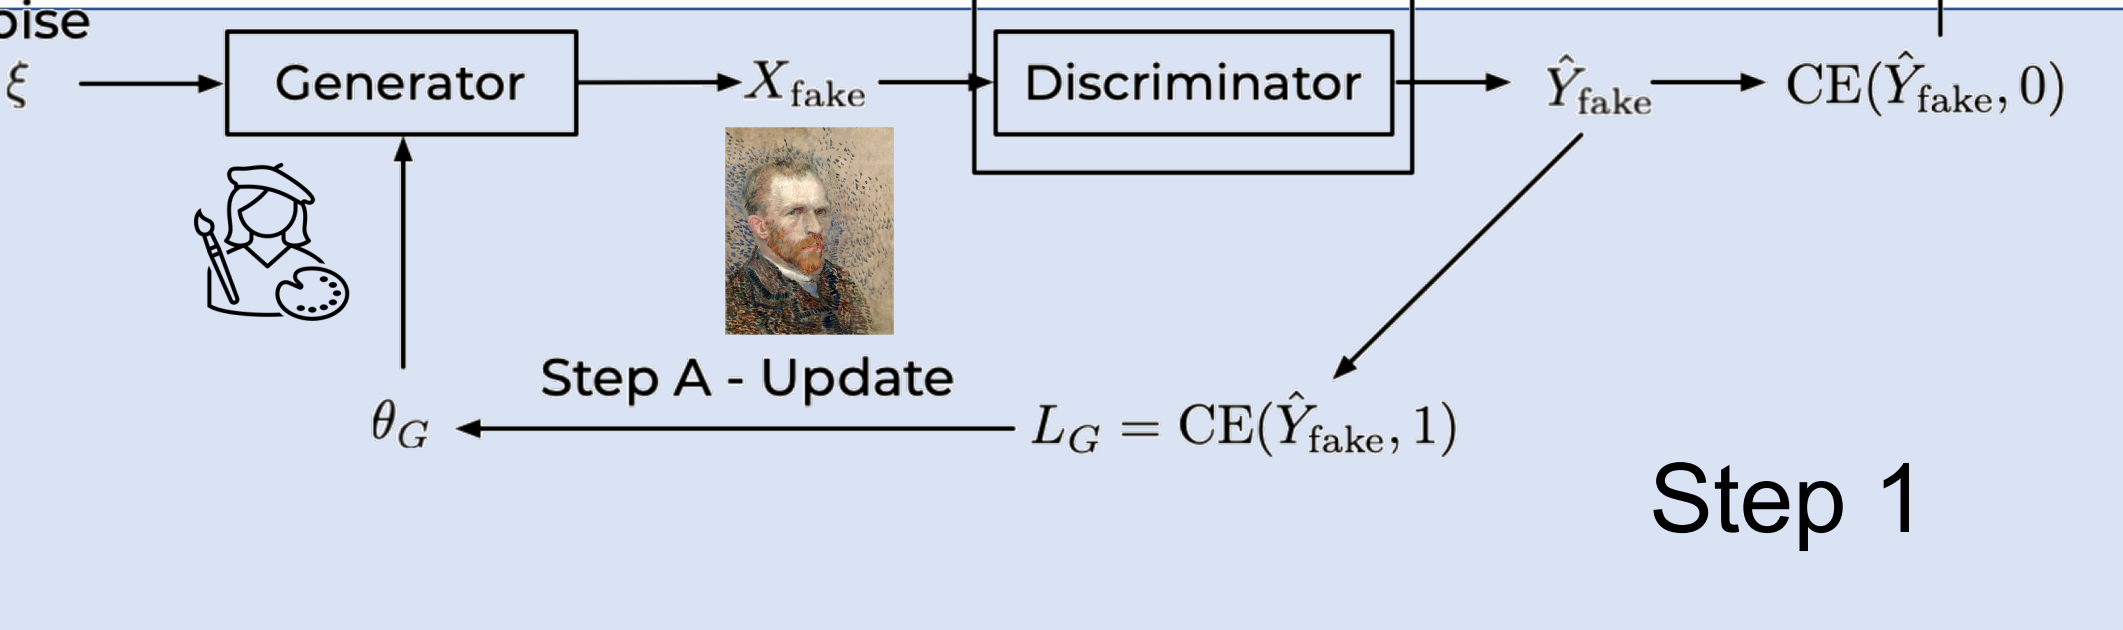 oise
ξ Generator X_fake Discriminator Ŷ_fake CE(Ŷ_fake, 0)
Step A - Update
θ_G L_G = CE(Ŷ_fake, 1)
Step 1